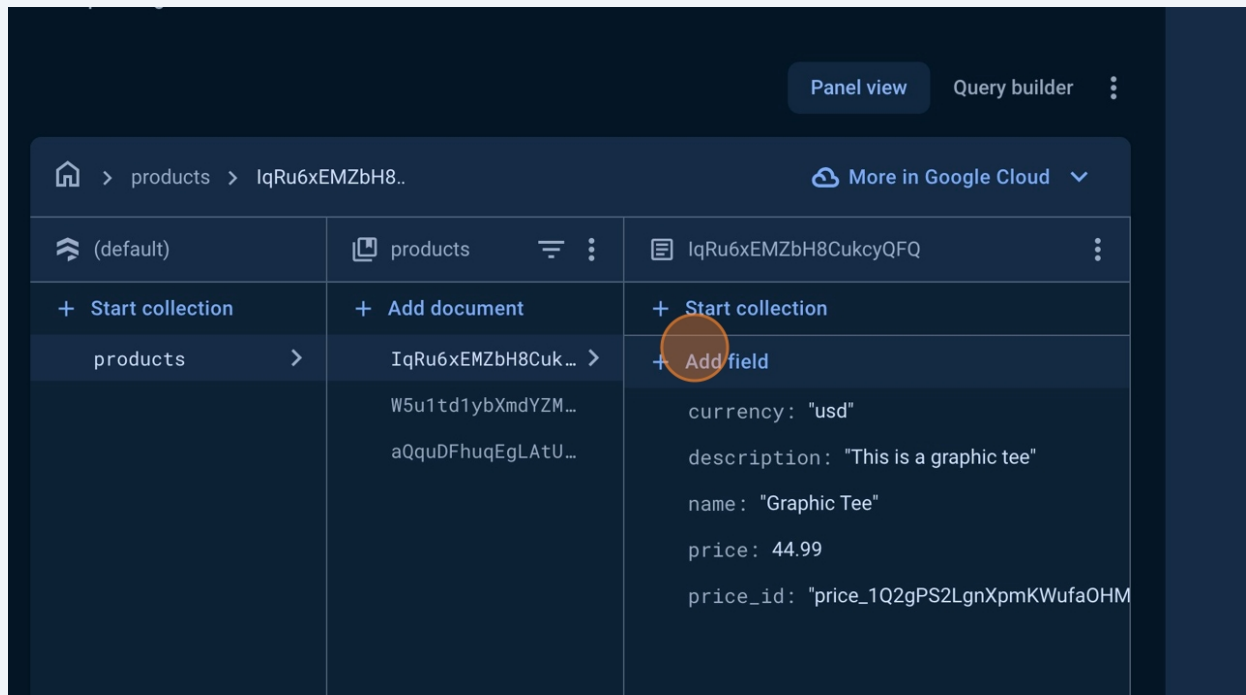 Panel view
Query builder
products
IqRu6xEMZbH8..
More in Google Cloud
(default)
products
IqRu6xEMZbH8CukcyQFQ
+ Start collection
+ Add document
+ Start collection
products
IqRu6xEMZbH8Cuk…
+ Add field
W5u1td1ybXmdYZM…
currency: "usd"
aQquDFhuqEgLAtU…
description: "This is a graphic tee"
name: "Graphic Tee"
price: 44.99
price_id: "price_1Q2gPS2LgnXpmKWufaOHM